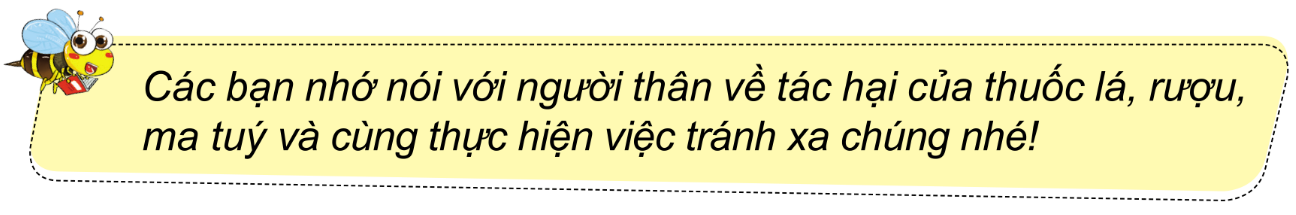 Các bạn nhớ nói với người thân về tác hại của thuốc lá, rượu,
ma tuý và cùng thực hiện việc tránh xa chúng nhé!